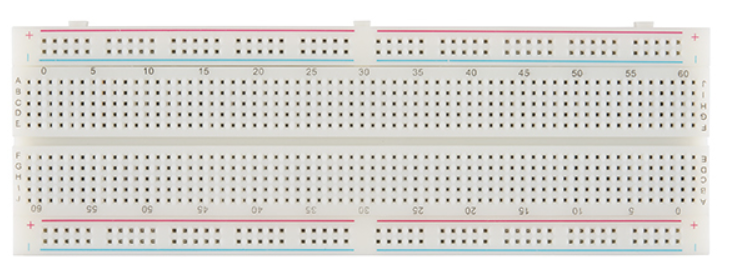 + +
- -
0 5 10 15 20 25 30 35 40 45 50 55 60
A J
B I
C H
D G
E F
F E
G D
H C
I B
J A
60 55 50 45 40 35 30 25 20 15 10 5 0
+ +
- -